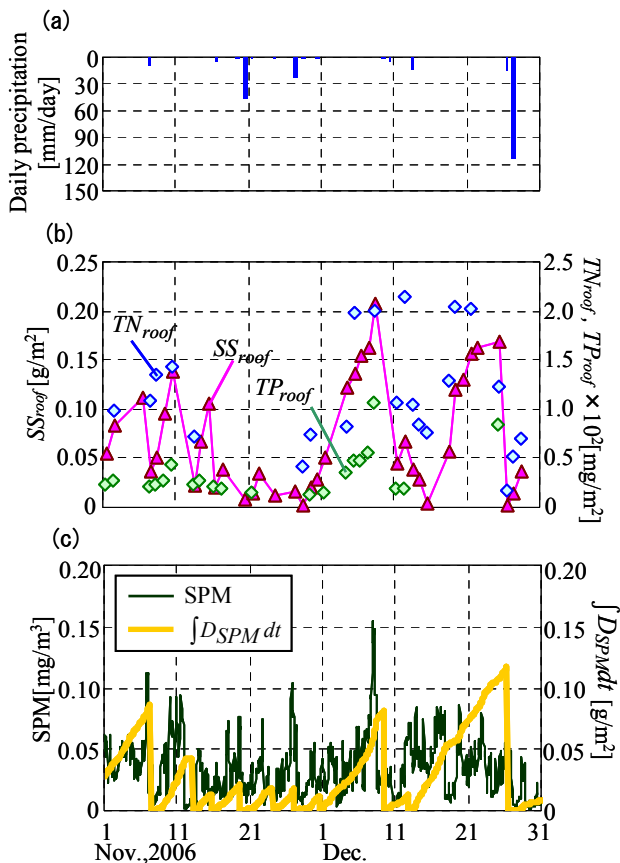 (a)
Daily precipitation
[mm/day]
0
30
60
90
120
150
(b)
SSroof [g/m²]
0.25
0.20
0.15
0.10
0.05
0
TNroof
SSroof
TProof
2.5
2.0
1.5
1.0
0.5
0
TNroof, TProof × 10² [mg/m²]
(c)
SPM[mg/m³]
0.20
0.15
0.10
0.05
0
SPM
∫DSPM dt
0.20
0.15
0.10
0.05
0
∫DSPMdt [g/m²]
1 11 21 1 11 21 31
Nov.,2006 Dec.